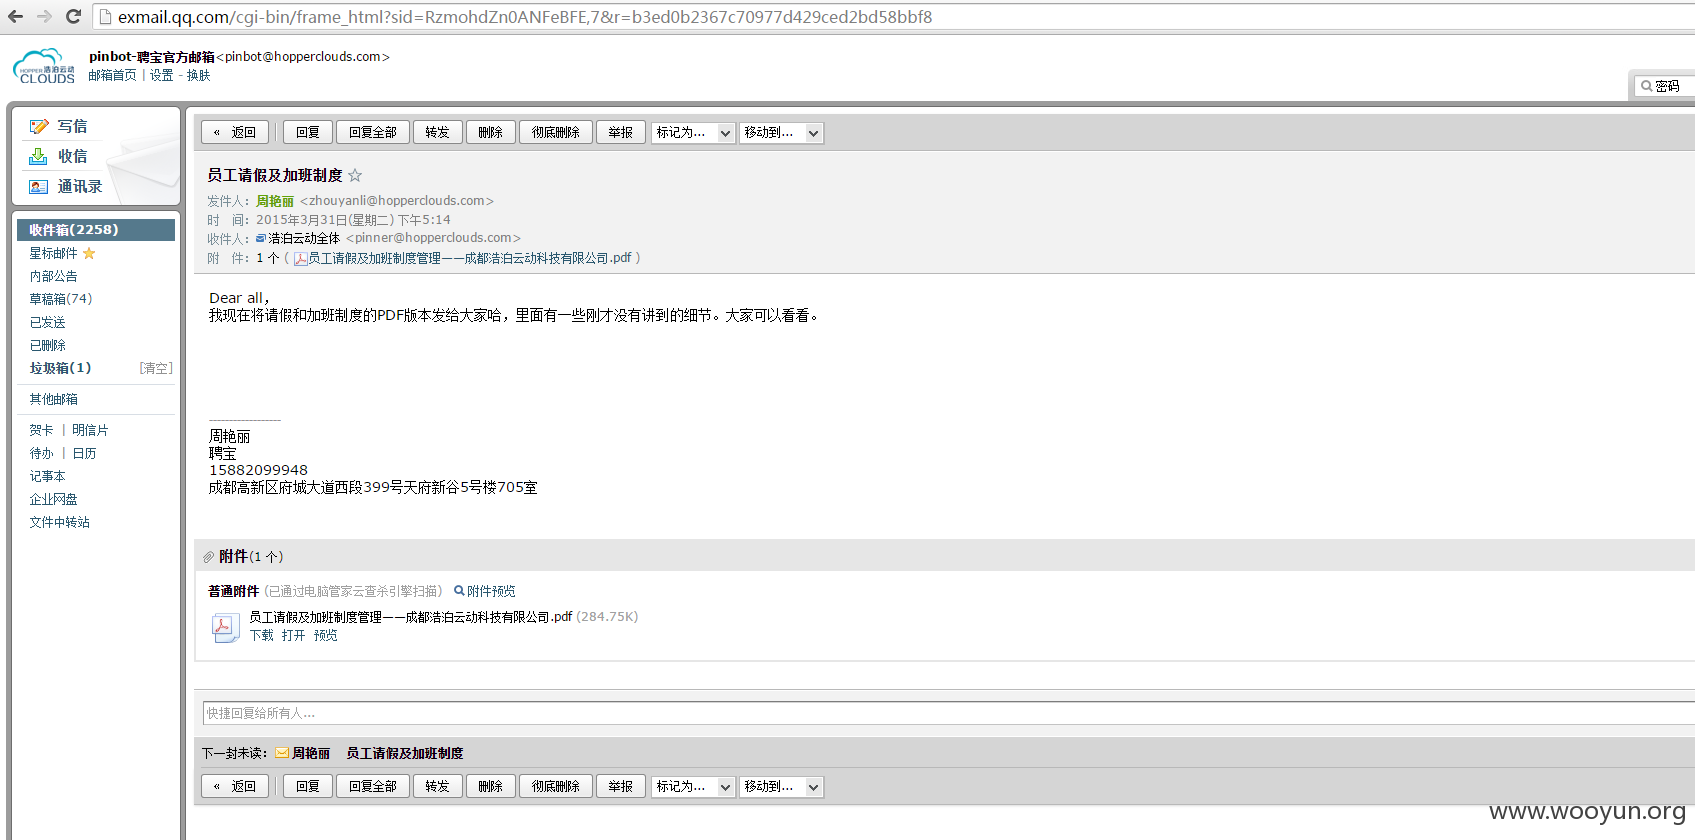 exmail.qq.com/cgi-bin/frame_html?sid=RzmohdZn0ANFeBFE,7&r=b3ed0b2367c70977d429ced2bd58bbf8
HOPPER 浩泊云动
CLOUDS
pinbot-聘宝官方邮箱<pinbot@hopperclouds.com>
邮箱首页 | 设置 - 换肤
密码
写信
收信
通讯录
收件箱(2258)
星标邮件
内部公告
草稿箱(74)
已发送
已删除
垃圾箱(1) [清空]
其他邮箱
贺卡 | 明信片
待办 | 日历
记事本
企业网盘
文件中转站
« 返回 回复 回复全部 转发 删除 彻底删除 举报 标记为... 移动到...
员工请假及加班制度
发件人：周艳丽 <zhouyanli@hopperclouds.com>
时 间：2015年3月31日(星期二) 下午5:14
收件人：浩泊云动全体 <pinner@hopperclouds.com>
附 件：1 个 ( 员工请假及加班制度管理——成都浩泊云动科技有限公司.pdf )
Dear all，
我现在将请假和加班制度的PDF版本发给大家哈，里面有一些刚才没有讲到的细节。大家可以看看。
周艳丽
聘宝
15882099948
成都高新区府城大道西段399号天府新谷5号楼705室
附件(1 个)
普通附件 (已通过电脑管家云查杀引擎扫描) 附件预览
员工请假及加班制度管理——成都浩泊云动科技有限公司.pdf (284.75K)
下载 打开 预览
快捷回复给所有人...
下一封未读： 周艳丽 员工请假及加班制度
« 返回 回复 回复全部 转发 删除 彻底删除 举报 标记为... 移动到...
www.wooyun.org